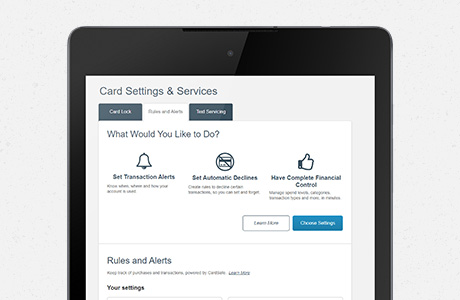 Card Settings & Services
Card Lock
Rules and Alerts
Text Servicing
What Would You Like to Do?
Set Transaction Alerts
Know when, where and how your
account is used.
Set Automatic Declines
Create rules to decline certain
transactions, so you can set and forget.
Have Complete Financial
Control
Manage spend levels, categories,
transaction types and more, in minutes.
Learn More
Choose Settings
Rules and Alerts
Keep track of purchases and transactions, powered by CardValet. Learn More
Your settings